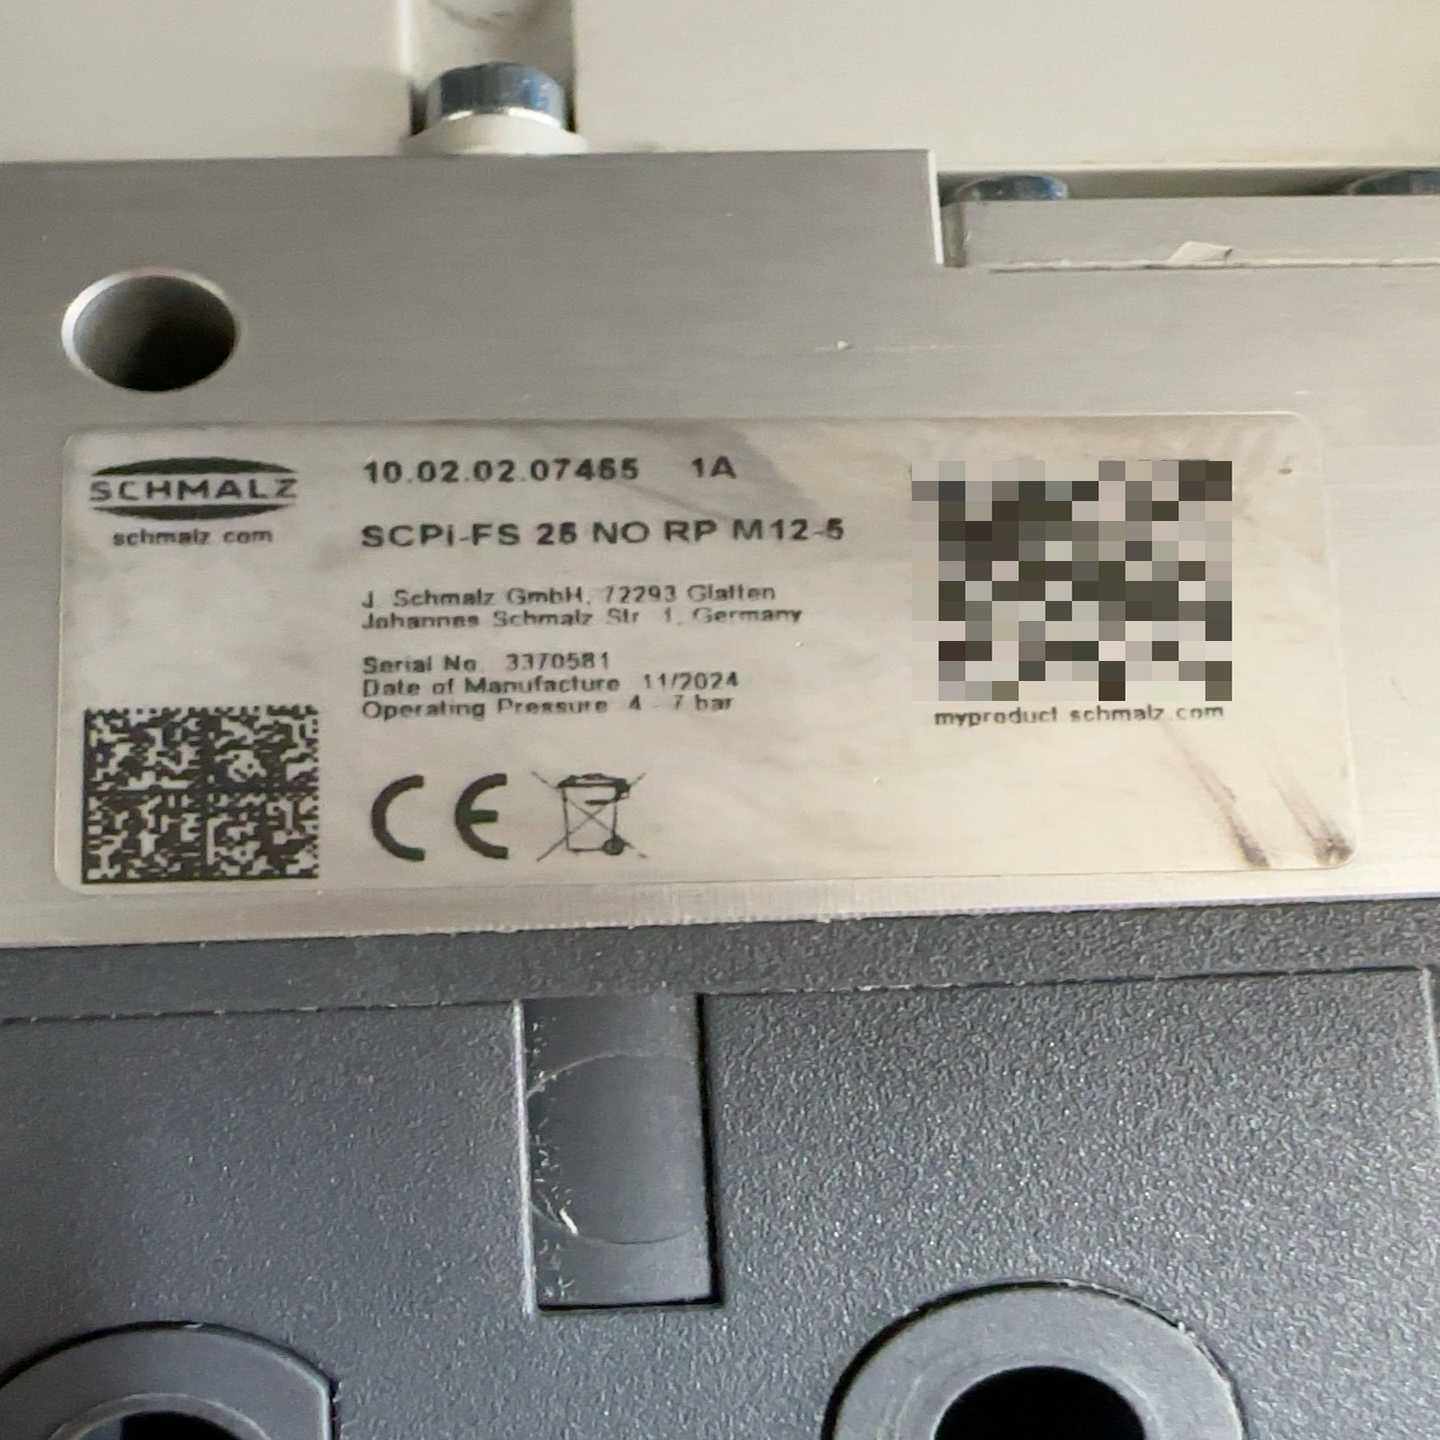 SCHMALZ
schmalz.com
10.02.02.07465 1A
SCPi-FS 25 NO RP M12-5
J. Schmalz GmbH, 72293 Glatten
Johannes Schmalz Str. 1, Germany
Serial No. 3370581
Date of Manufacture 11/2024
Operating Pressure 4 - 7 bar
CE
myproduct.schmalz.com